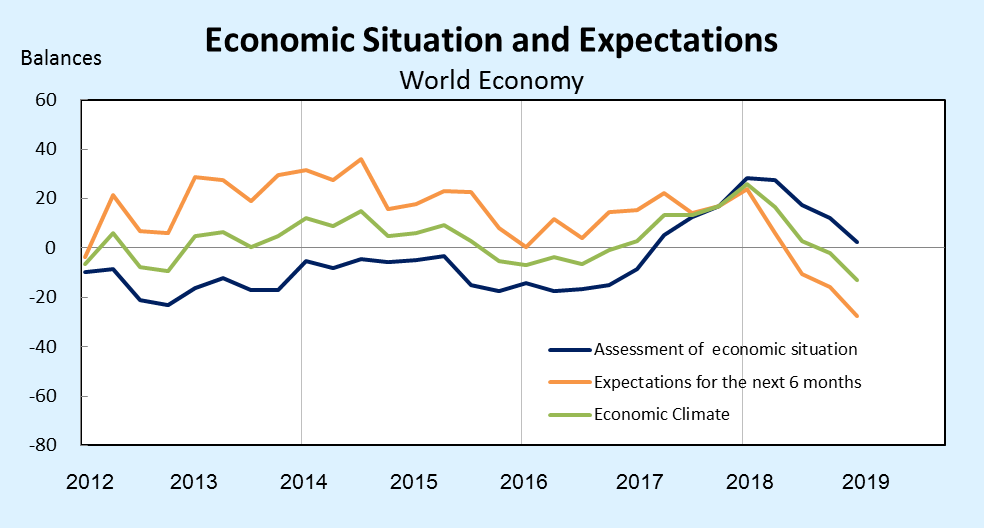 Economic Situation and Expectations
Balances
World Economy
60
40
20
0
-20
-40
-60
-80
Assessment of  economic situation
Expectations for the next 6 months
Economic Climate
2012 2013 2014 2015 2016 2017 2018 2019